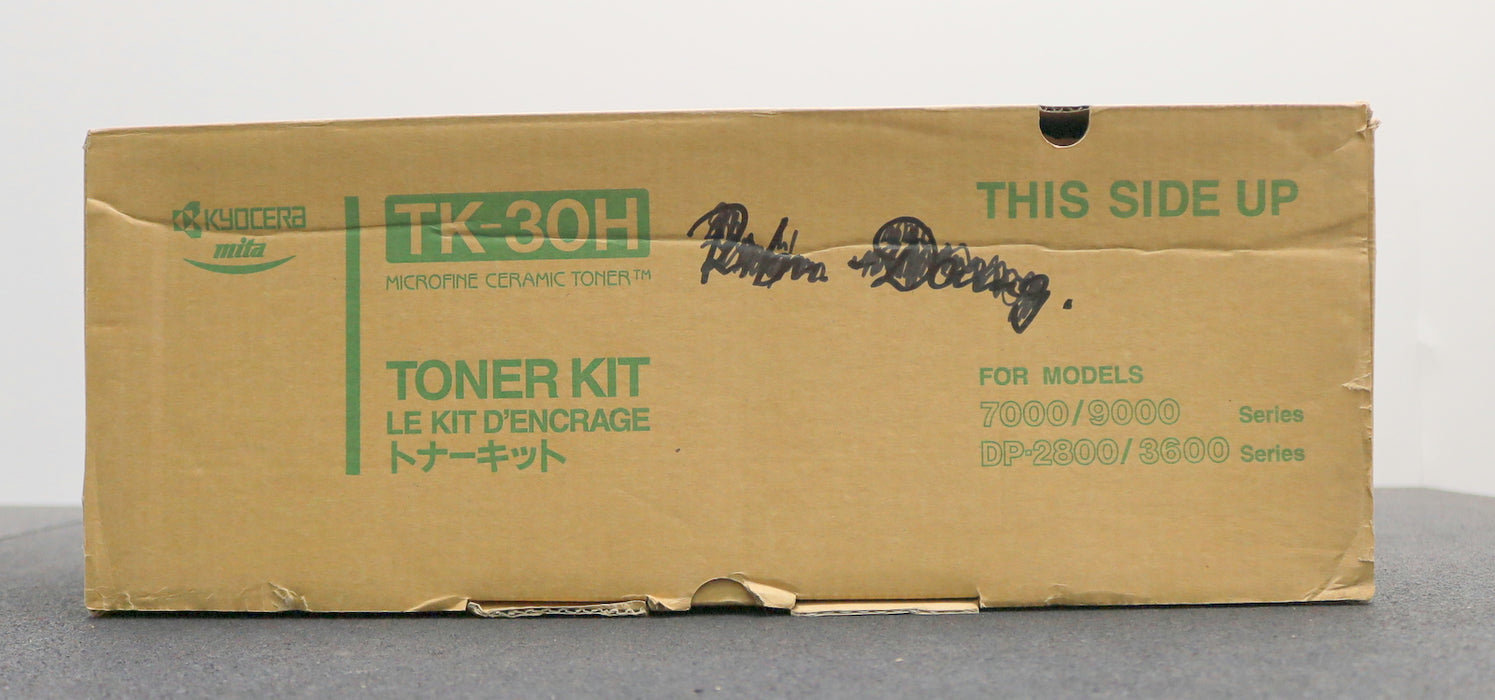 KYOCERA
mita
TK-30H
MICROFINE CERAMIC TONER™
TONER KIT
LE KIT D'ENCRAGE
トナーキット
THIS SIDE UP
FOR MODELS
7000/9000 Series
DP-2800/3600 Series